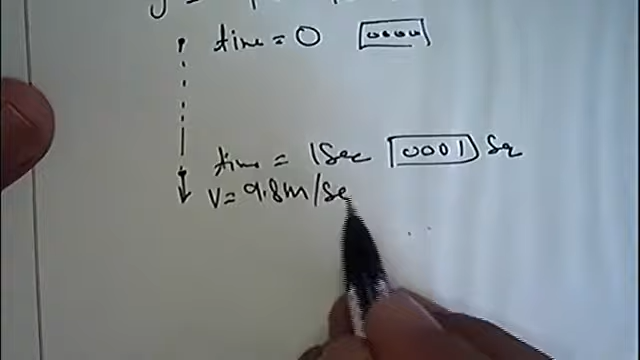 time = 0 0000
time = 1Sec 0001 Sec
V = 9.8m/Se